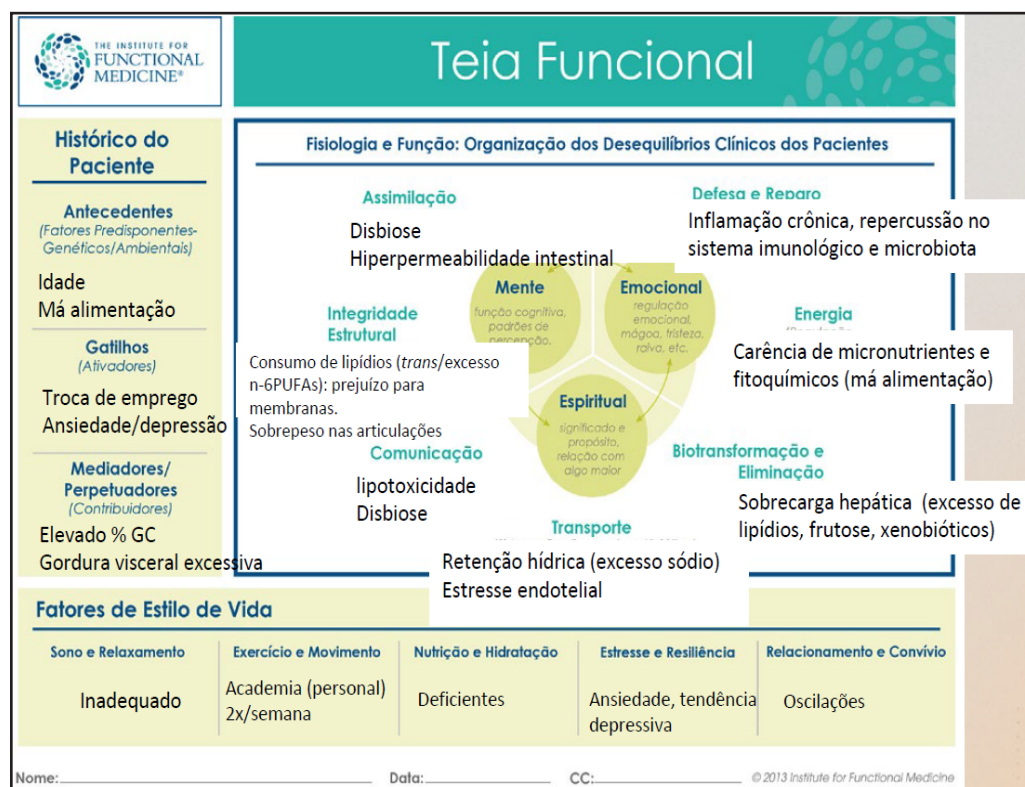 THE INSTITUTE FOR
FUNCTIONAL
MEDICINE®
Teia Funcional
Histórico do
Paciente
Antecedentes
(Fatores Predisponentes-
Genéticos/Ambientais)
Idade
Má alimentação
Gatilhos
(Ativadores)
Troca de emprego
Ansiedade/depressão
Mediadores/
Perpetuadores
(Contribuidores)
Elevado % GC
Gordura visceral excessiva
Fisiologia e Função: Organização dos Desequilíbrios Clínicos dos Pacientes
Assimilação
Disbiose
Hiperpermeabilidade intestinal
Defesa e Reparo
Inflamação crônica, repercussão no
sistema imunológico e microbiota
Mente
função cognitiva,
padrões de
percepção.
Emocional
regulação
emocional,
mágoa, tristeza,
raiva, etc.
Integridade
Estrutural
Consumo de lipídios (trans/excesso
n-6PUFAs): prejuízo para
membranas.
Sobrepeso nas articulações
Energia
Carência de micronutrientes e
fitoquímicos (má alimentação)
Espiritual
significado e
propósito,
relação com
algo maior
Comunicação
lipotoxicidade
Disbiose
Biotransformação e
Eliminação
Sobrecarga hepática (excesso de
lipídios, frutose, xenobióticos)
Transporte
Retenção hídrica (excesso sódio)
Estresse endotelial
Fatores de Estilo de Vida
Sono e Relaxamento
Inadequado
Exercício e Movimento
Academia (personal)
2x/semana
Nutrição e Hidratação
Deficientes
Estresse e Resiliência
Ansiedade, tendência
depressiva
Relacionamento e Convívio
Oscilações
Nome: Data: CC: © 2013 Institute for Functional Medicine